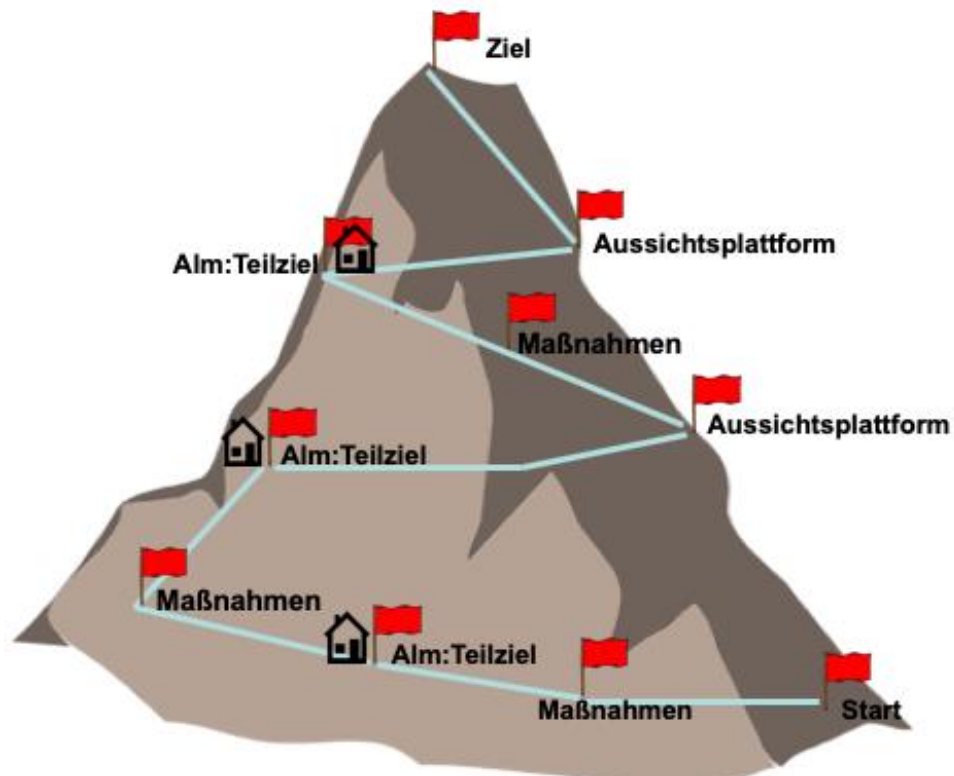 Ziel
Aussichtsplattform
Alm:Teilziel
Maßnahmen
Aussichtsplattform
Alm:Teilziel
Maßnahmen
Alm:Teilziel
Maßnahmen
Start